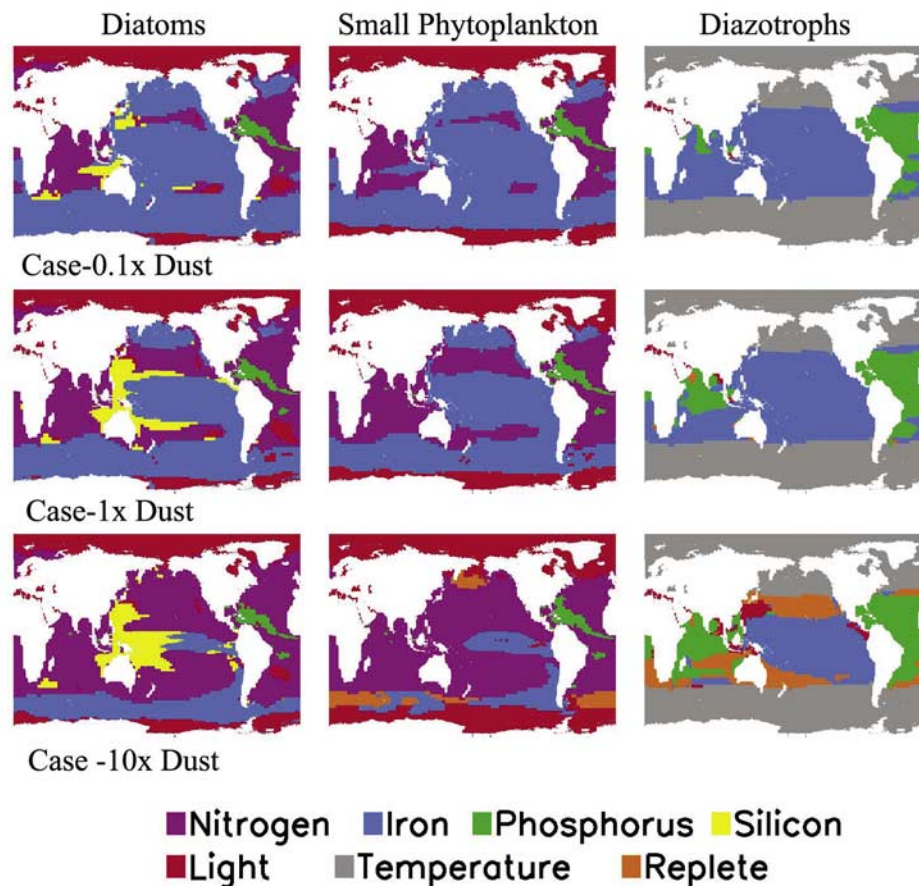 Diatoms Small Phytoplankton Diazotrophs
Case-0.1x Dust
Case-1x Dust
Case -10x Dust
Nitrogen Iron Phosphorus Silicon
Light Temperature Replete